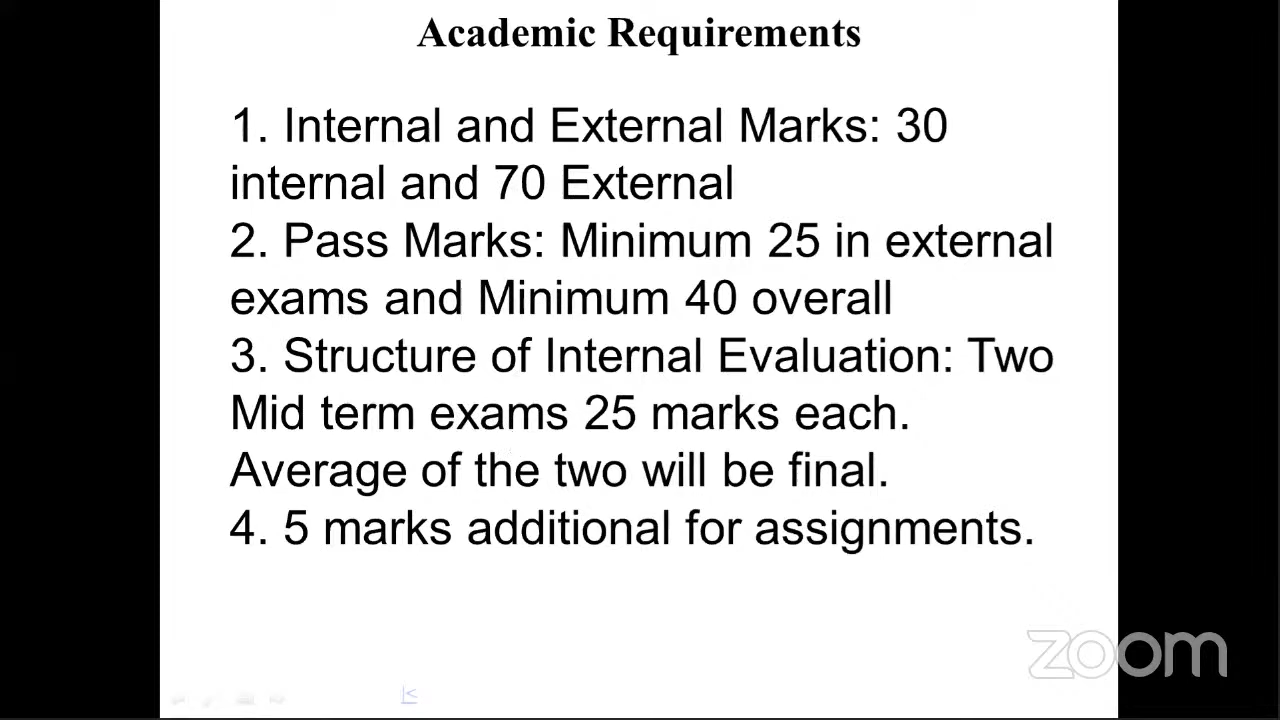 Academic Requirements
1. Internal and External Marks: 30
internal and 70 External
2. Pass Marks: Minimum 25 in external
exams and Minimum 40 overall
3. Structure of Internal Evaluation: Two
Mid term exams 25 marks each.
Average of the two will be final.
4. 5 marks additional for assignments.
zoom